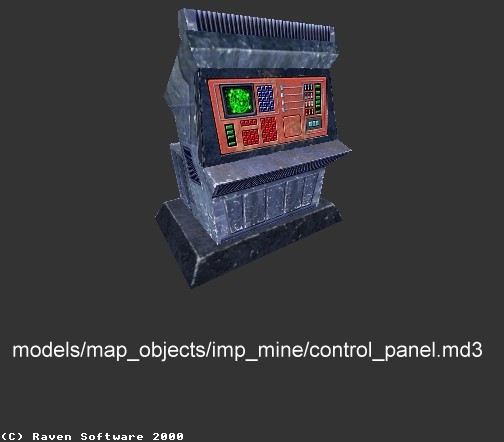 models/map_objects/imp_mine/control_panel.md3
(C) Raven Software 2000